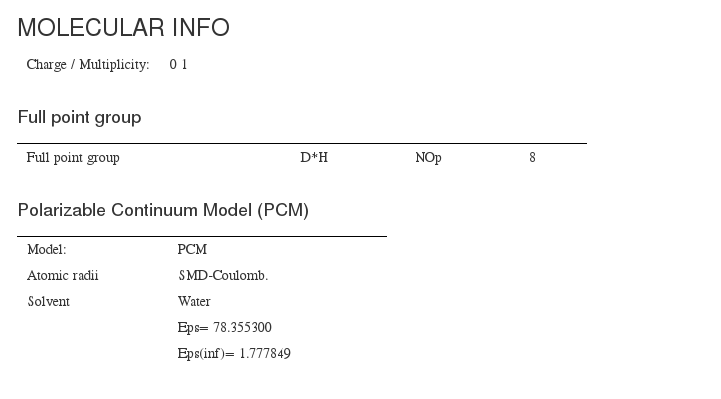 MOLECULAR INFO
Charge / Multiplicity: 0 1
Full point group
Full point group D*H NOp 8
Polarizable Continuum Model (PCM)
Model: PCM
Atomic radii SMD-Coulomb.
Solvent Water
Eps= 78.355300
Eps(inf)= 1.777849